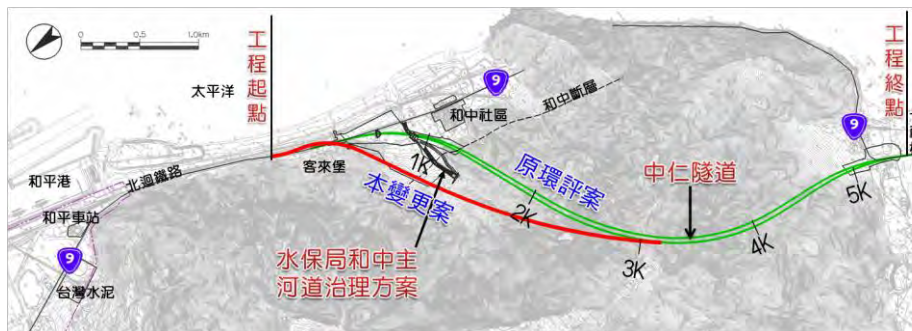 0 0.5 1.0km
工程起點
工程終點
太平洋
9
和中斷層
和中社區
9
1K
客來堡
原環評案
中仁隧道
5K
和平港
北迴鐵路
本變更案
2K
4K
和平車站
3K
9
水保局和中主
河道治理方案
台灣水泥